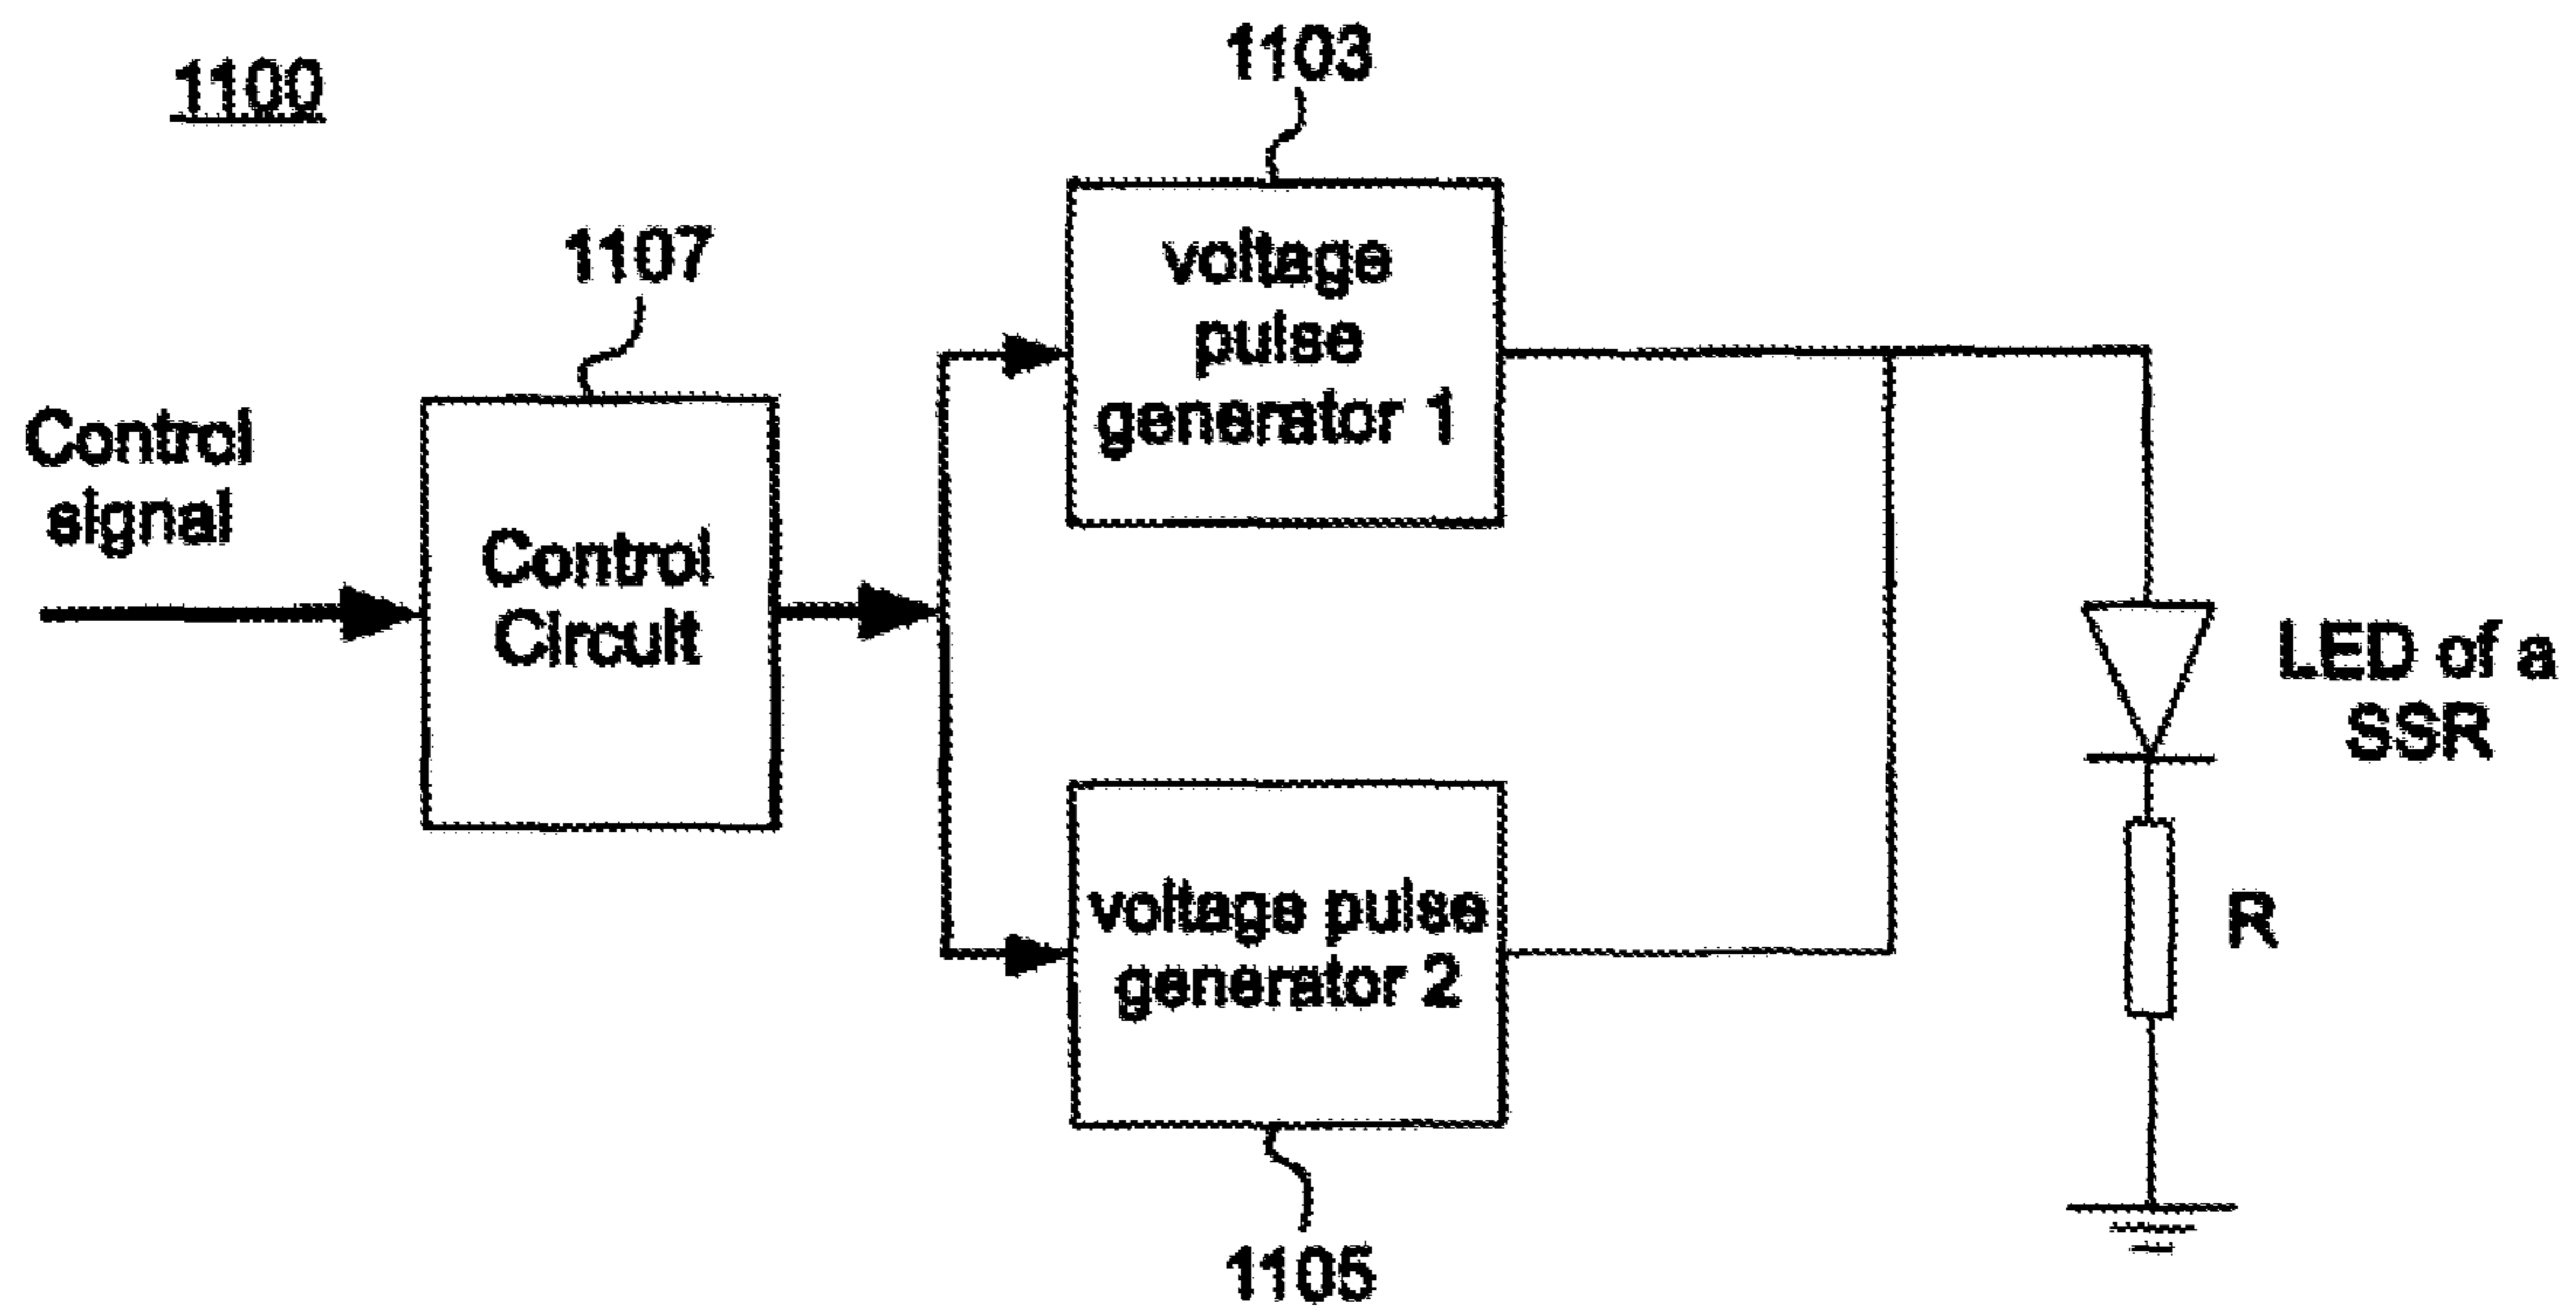 1100
1103
1107
voltage
pulse
generator 1
Control
signal
Control
Circuit
LED of a
SSR
voltage pulse
generator 2
R
1105